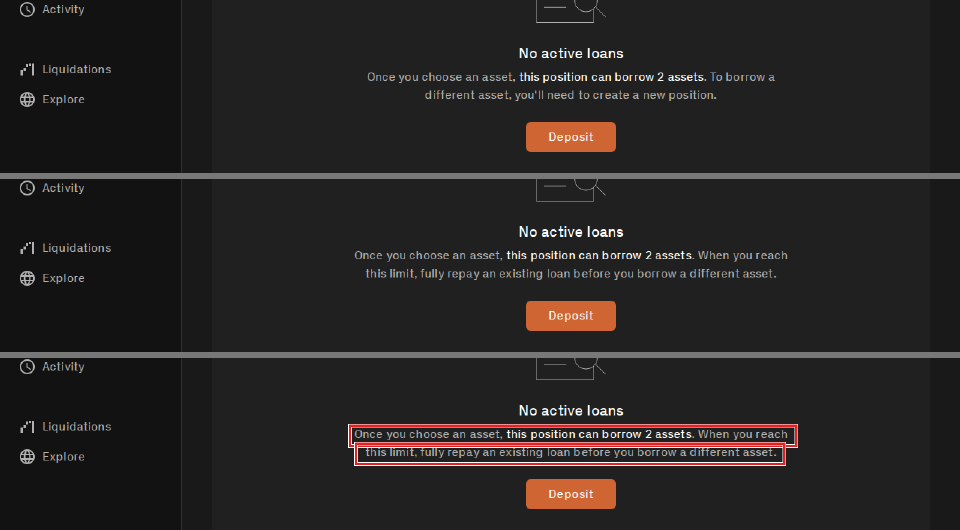 Activity
Liquidations
Explore
No active loans
Once you choose an asset, this position can borrow 2 assets. To borrow a
different asset, you'll need to create a new position.
Deposit
Activity
Liquidations
Explore
No active loans
Once you choose an asset, this position can borrow 2 assets. When you reach
this limit, fully repay an existing loan before you borrow a different asset.
Deposit
Activity
Liquidations
Explore
No active loans
Once you choose an asset, this position can borrow 2 assets. When you reach
this limit, fully repay an existing loan before you borrow a different asset.
Deposit